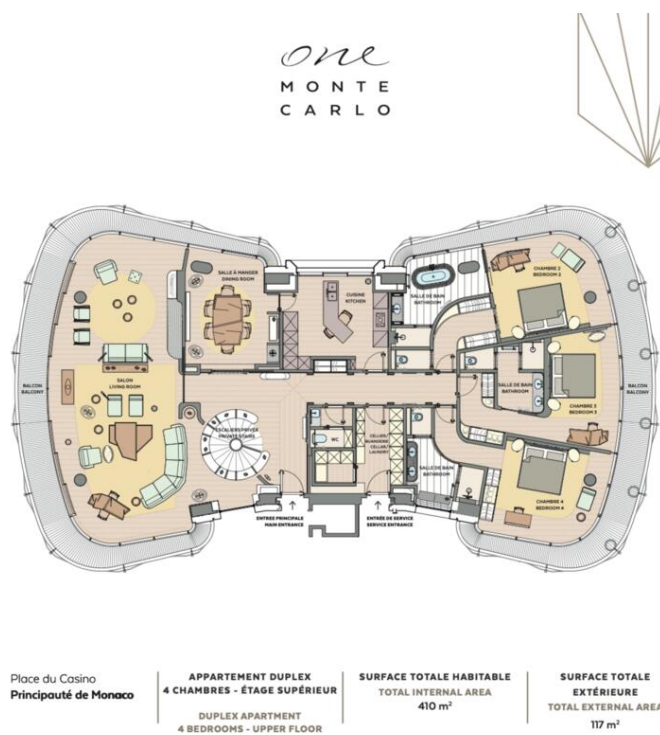 one
MONTE
CARLO
SALLE À MANGER
DINING ROOM
CUISINE
KITCHEN
SALLE DE BAIN
BATHROOM
CHAMBRE 2
BEDROOM 2
SALON
LIVING ROOM
BALCON
BALCONY
ESCALIERS PRIVÉS
PRIVATE STAIRS
WC
CELLIER/
BUANDERIE
CELLAR/
LAUNDRY
SALLE DE BAIN
BATHROOM
CHAMBRE 3
BEDROOM 3
BALCON
BALCONY
SALLE DE BAIN
BATHROOM
CHAMBRE 4
BEDROOM 4
ENTRÉE PRINCIPALE
MAIN ENTRANCE
ENTRÉE DE SERVICE
SERVICE ENTRANCE
Place du Casino
Principauté de Monaco
APPARTEMENT DUPLEX
4 CHAMBRES - ÉTAGE SUPÉRIEUR
DUPLEX APARTMENT
4 BEDROOMS - UPPER FLOOR
SURFACE TOTALE HABITABLE
TOTAL INTERNAL AREA
410 m²
SURFACE TOTALE
EXTÉRIEURE
TOTAL EXTERNAL AREA
117 m²